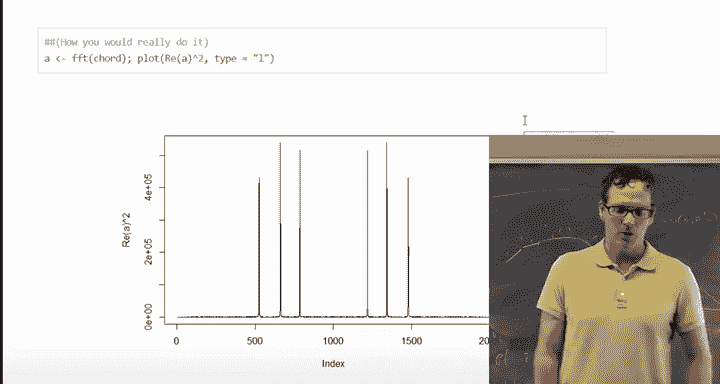 ##(How you would really do it)
a <- fft(chord); plot(Re(a)^2, type = "l")
Re(a)^2
4e+05
2e+05
0e+00
0
500
1000
1500
20
Index